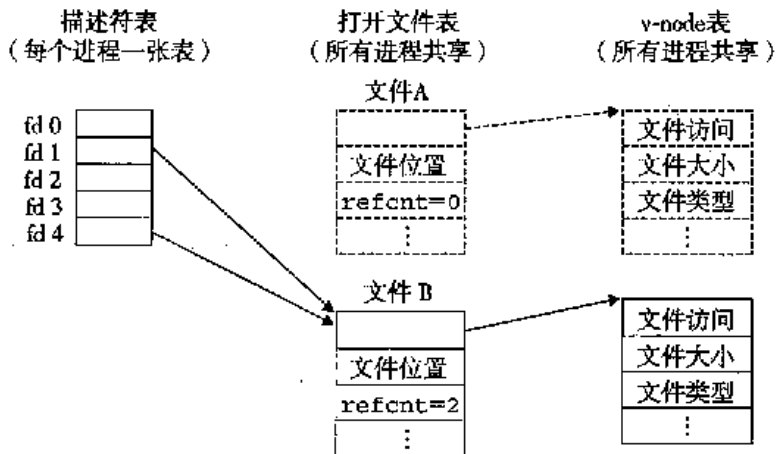 描述符表
（每个进程一张表）
打开文件表
（所有进程共享）
v-node表
（所有进程共享）
fd 0
fd 1
fd 2
fd 3
fd 4
文件A
文件位置
refcnt=0
⋮
文件访问
文件大小
文件类型
⋮
文件 B
文件位置
refcnt=2
⋮
文件访问
文件大小
文件类型
⋮